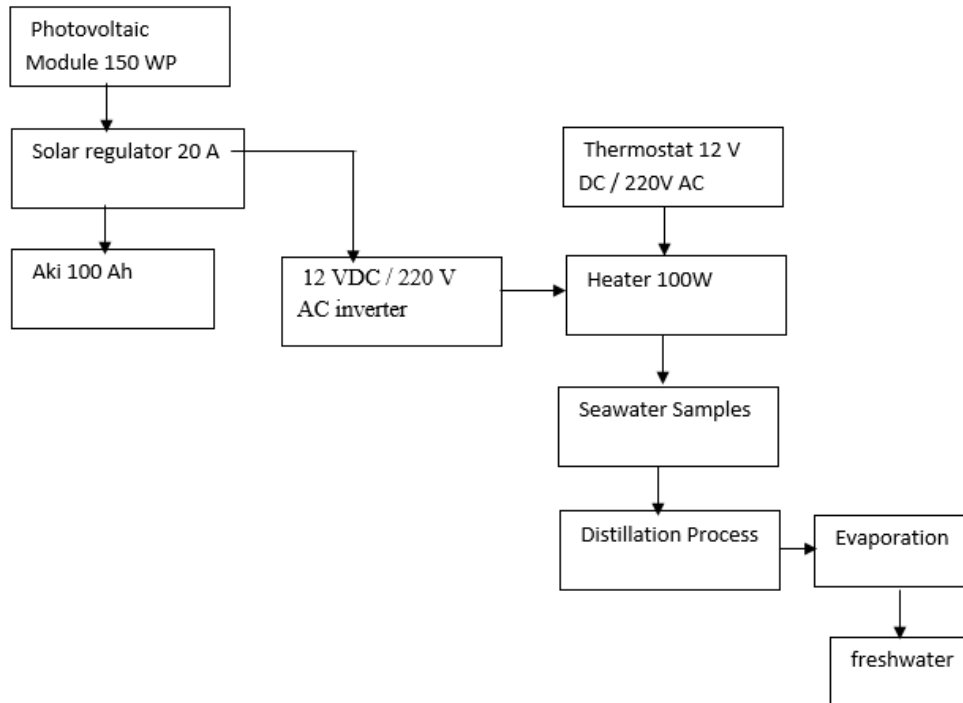 Photovoltaic
Module 150 WP
Solar regulator 20 A
Thermostat 12 V
DC / 220V AC
Aki 100 Ah
12 VDC / 220 V
AC inverter
Heater 100W
Seawater Samples
Distillation Process
Evaporation
freshwater